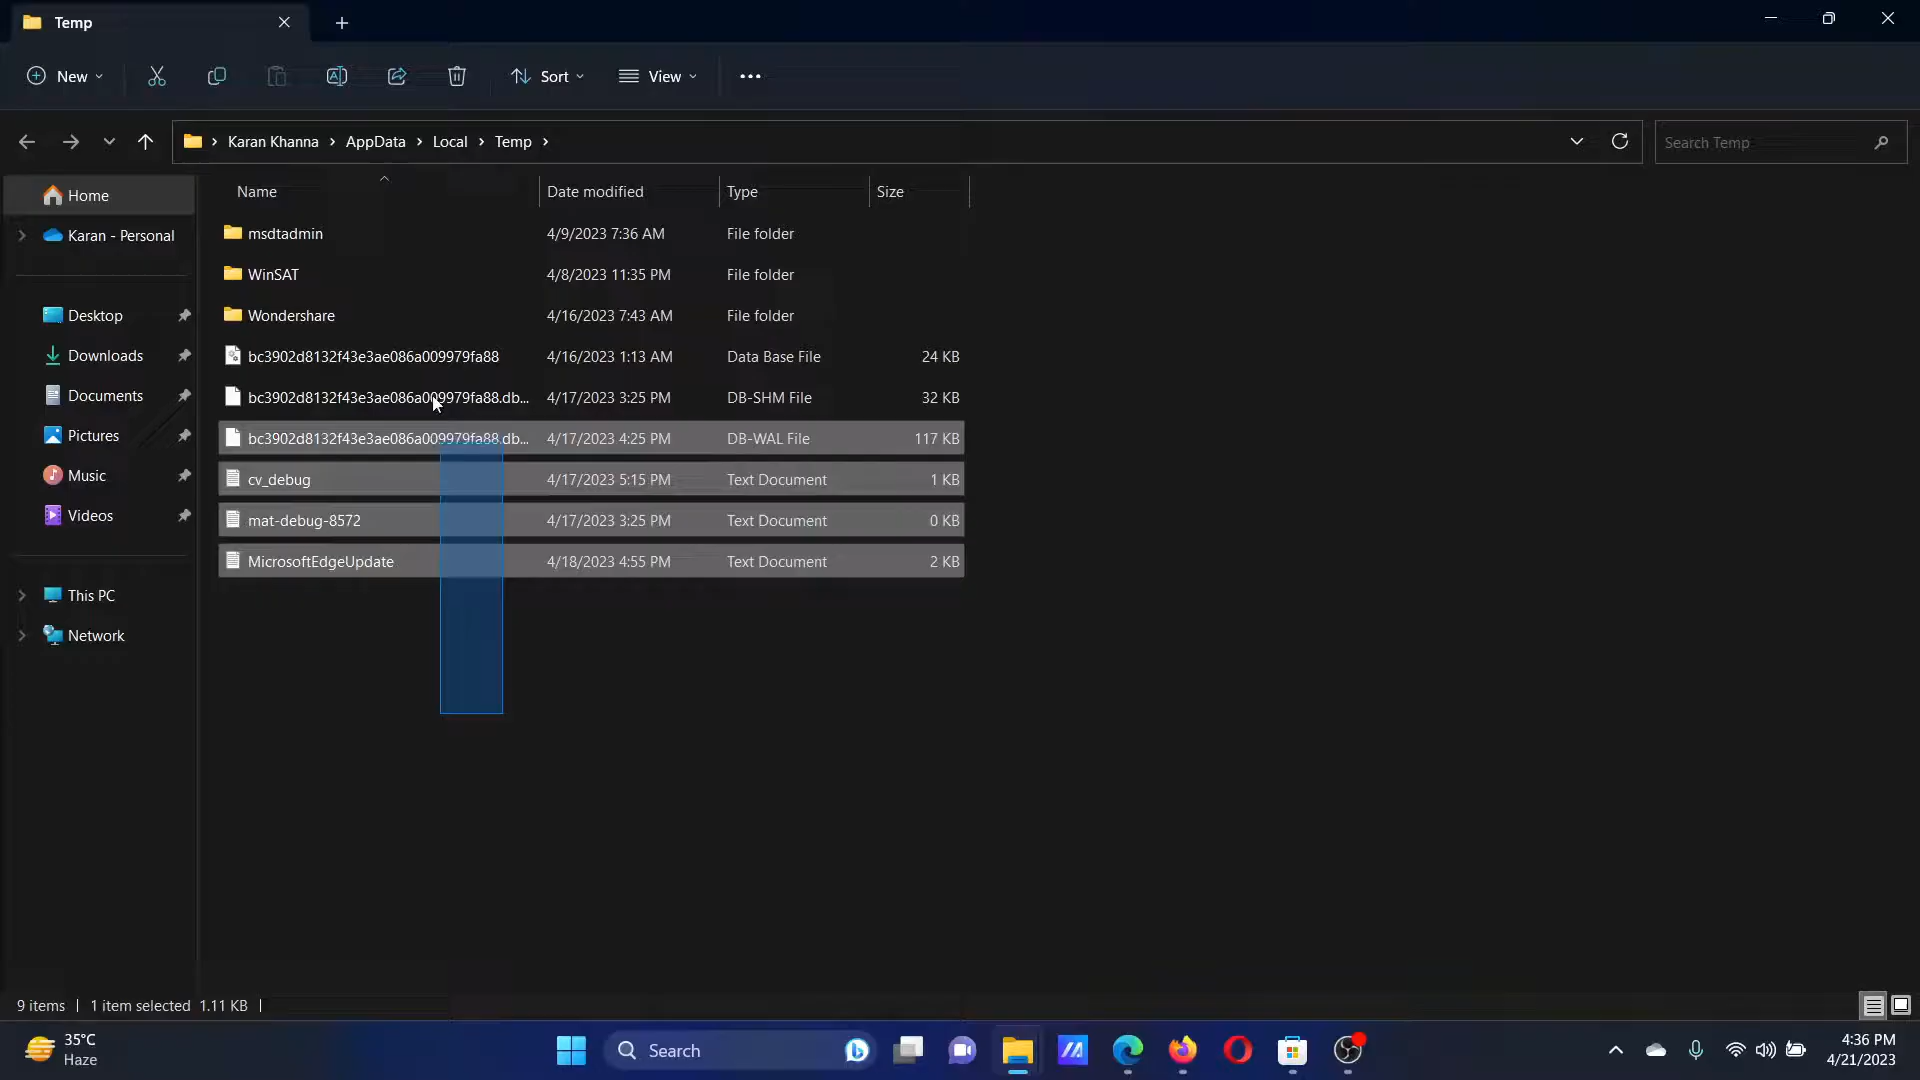 Temp
New
Sort
View
Karan Khanna
AppData
Local
Temp
Search Temp
Home
Karan - Personal
Desktop
Downloads
Documents
Pictures
Music
Videos
This PC
Network
Name Date modified Type Size
msdtadmin 4/9/2023 7:36 AM File folder
WinSAT 4/8/2023 11:35 PM File folder
Wondershare 4/16/2023 7:43 AM File folder
bc3902d8132f43e3ae086a009979fa88 4/16/2023 1:13 AM Data Base File 24 KB
bc3902d8132f43e3ae086a009979fa88.db... 4/17/2023 3:25 PM DB-SHM File 32 KB
bc3902d8132f43e3ae086a009979fa88.db... 4/17/2023 4:25 PM DB-WAL File 117 KB
cv_debug 4/17/2023 5:15 PM Text Document 1 KB
mat-debug-8572 4/17/2023 3:25 PM Text Document 0 KB
MicrosoftEdgeUpdate 4/18/2023 4:55 PM Text Document 2 KB
9 items 1 item selected 1.11 KB
35°C
Haze
Search
4:36 PM
4/21/2023